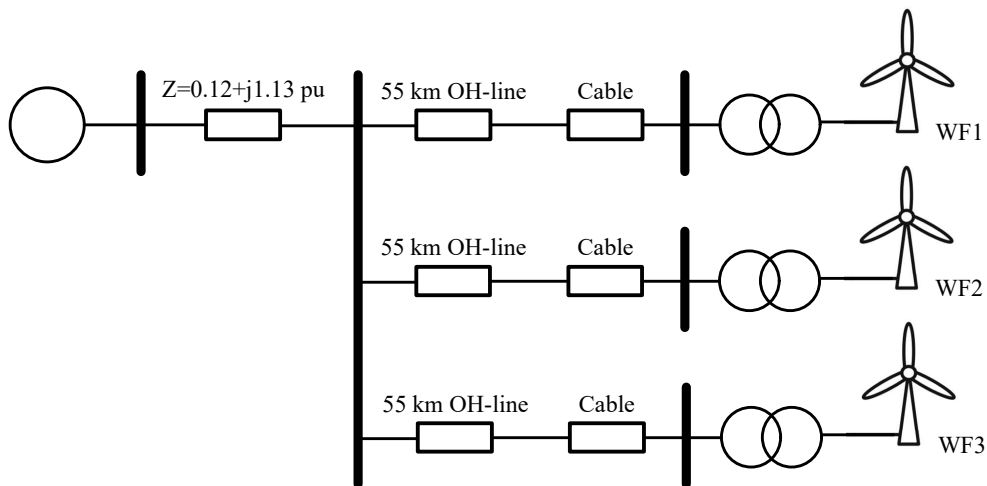 Z=0.12+j1.13 pu
55 km OH-line
Cable
WF1
55 km OH-line
Cable
WF2
55 km OH-line
Cable
WF3